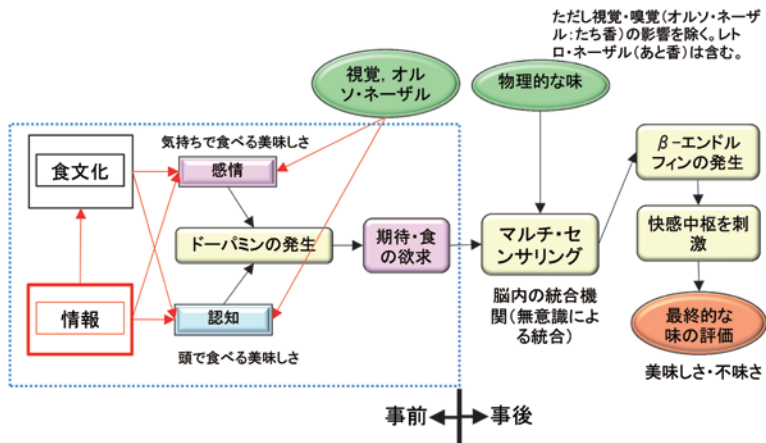 ただし視覚・嗅覚(オルソ・ネーザ
ル:たち香)の影響を除く。レト
ロ・ネーザル(あと香)は含む。
視覚,オル
ソ・ネーザル
物理的な味
気持ちで食べる美味しさ
食文化
感情
β-エンドル
フィンの発生
ドーパミンの発生
期待・食
の欲求
マルチ・セ
ンサリング
快感中枢を刺
激
情報
認知
頭で食べる美味しさ
脳内の統合機
関(無意識によ
る統合)
最終的な
味の評価
美味しさ・不味さ
事前
事後